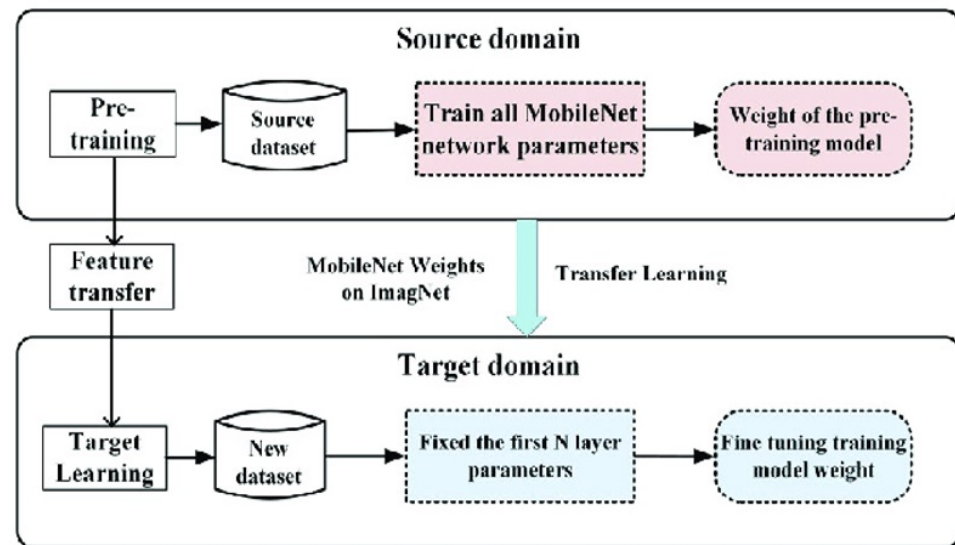 Source domain
Pre-
training
Source
dataset
Train all MobileNet
network parameters
Weight of the pre-
training model
Feature
transfer
MobileNet Weights
on ImagNet
Transfer Learning
Target domain
Target
Learning
New
dataset
Fixed the first N layer
parameters
Fine tuning training
model weight